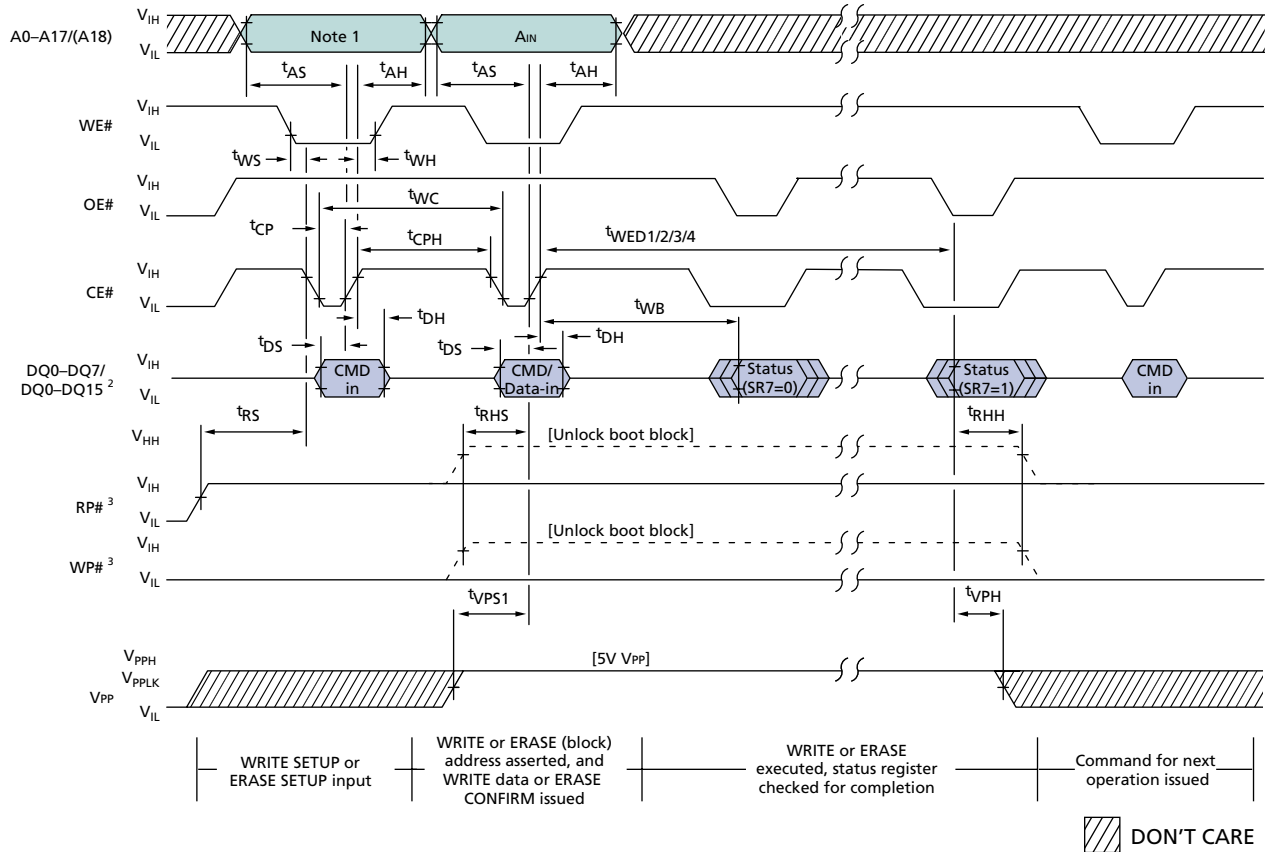 A0–A17/(A18)
VIH
VIL
Note 1
AIN
tAS
tAH
tAS
tAH
WE#
VIH
VIL
tWS
tWH
OE#
VIH
VIL
tWC
tCP
tCPH
tWED1/2/3/4
CE#
VIH
VIL
tWB
tDH
tDH
tDS
tDS
DQ0–DQ7/
DQ0–DQ15 2
VIH
VIL
CMD
in
CMD/
Data-in
Status
(SR7=0)
Status
(SR7=1)
CMD
in
tRS
tRHS
tRHH
[Unlock boot block]
VHH
VIH
RP# 3
VIL
[Unlock boot block]
VIH
WP# 3
VIL
tVPS1
tVPH
VPPH
[5V VPP]
VPPLK
VPP
VIL
WRITE SETUP or
ERASE SETUP input
WRITE or ERASE (block)
address asserted, and
WRITE data or ERASE
CONFIRM issued
WRITE or ERASE
executed, status register
checked for completion
Command for next
operation issued
DON'T CARE